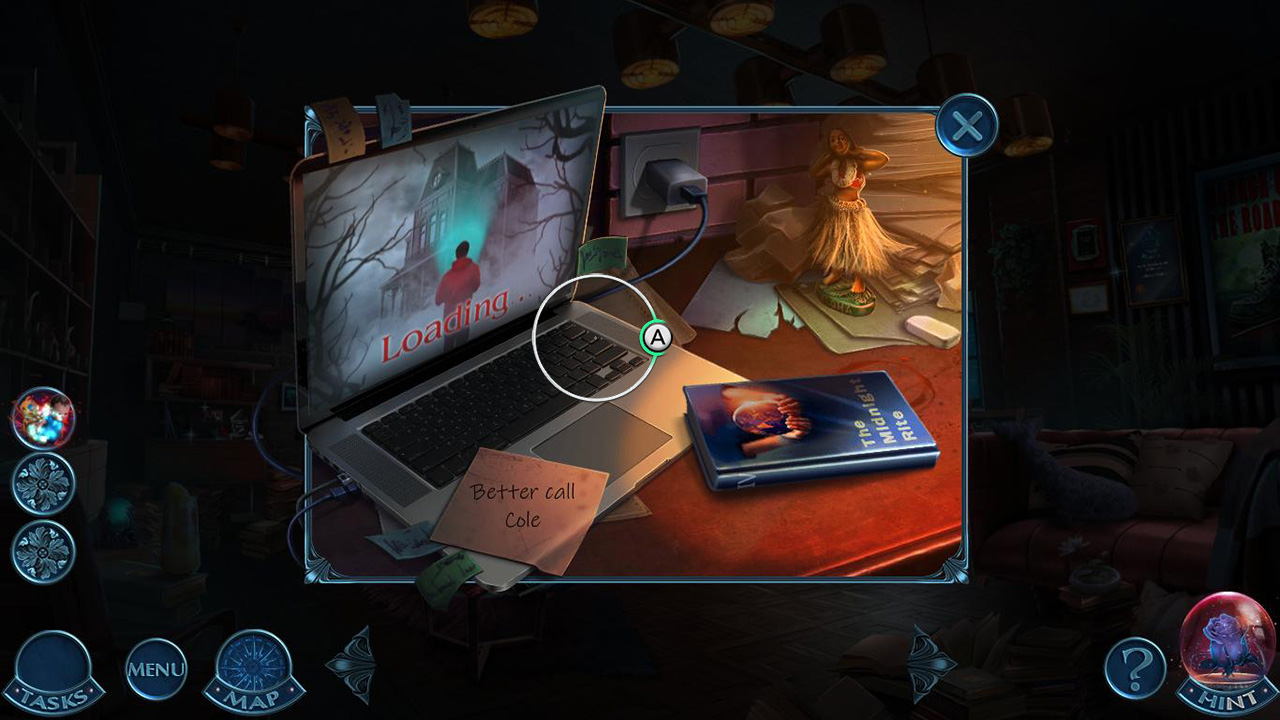 Loading...
A
Better call
Cole
The
Midnight
Rite
TASKS
MENU
MAP
?
HINT